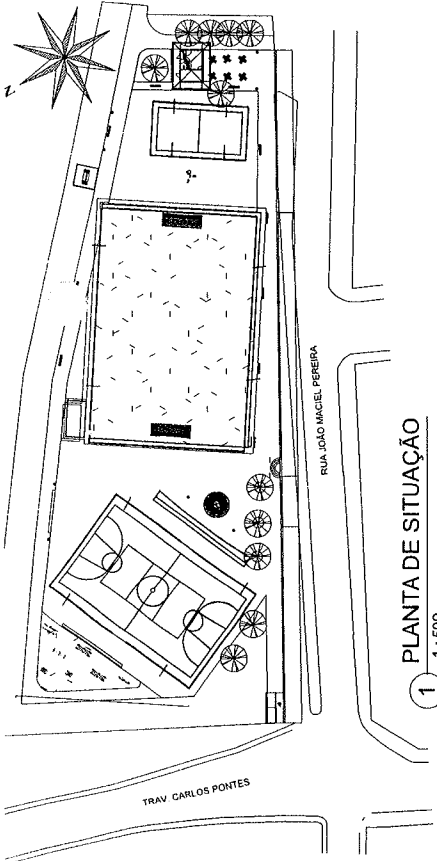 N
RUA JOÃO MACIEL PEREIRA
TRAV. CARLOS PONTES
1 PLANTA DE SITUAÇÃO
1 : 500